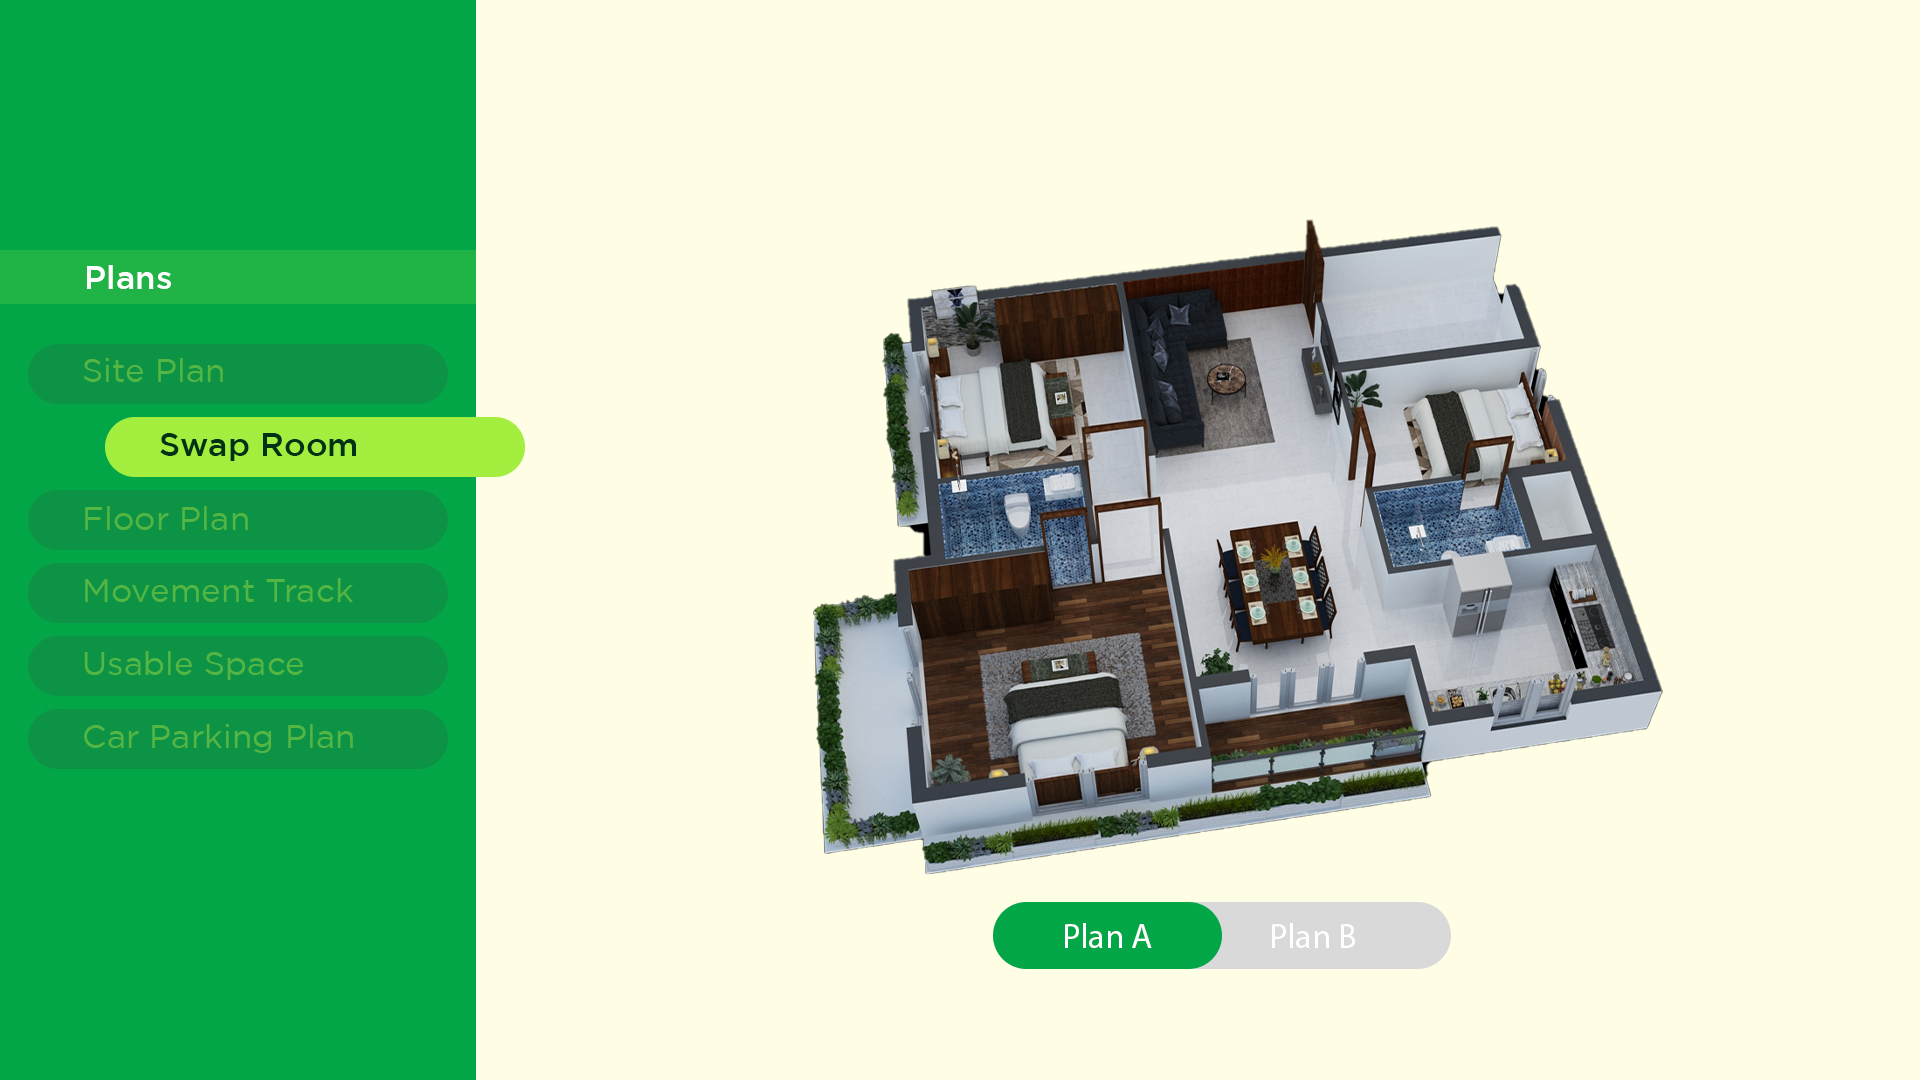 Plans
Site Plan
Swap Room
Floor Plan
Movement Track
Usable Space
Car Parking Plan
Plan A
Plan B